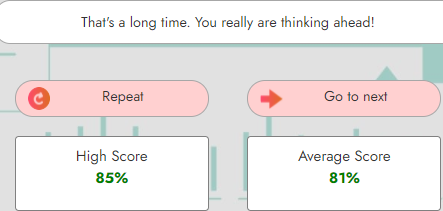 That's a long time. You really are thinking ahead!
Repeat
Go to next
High Score
85%
Average Score
81%